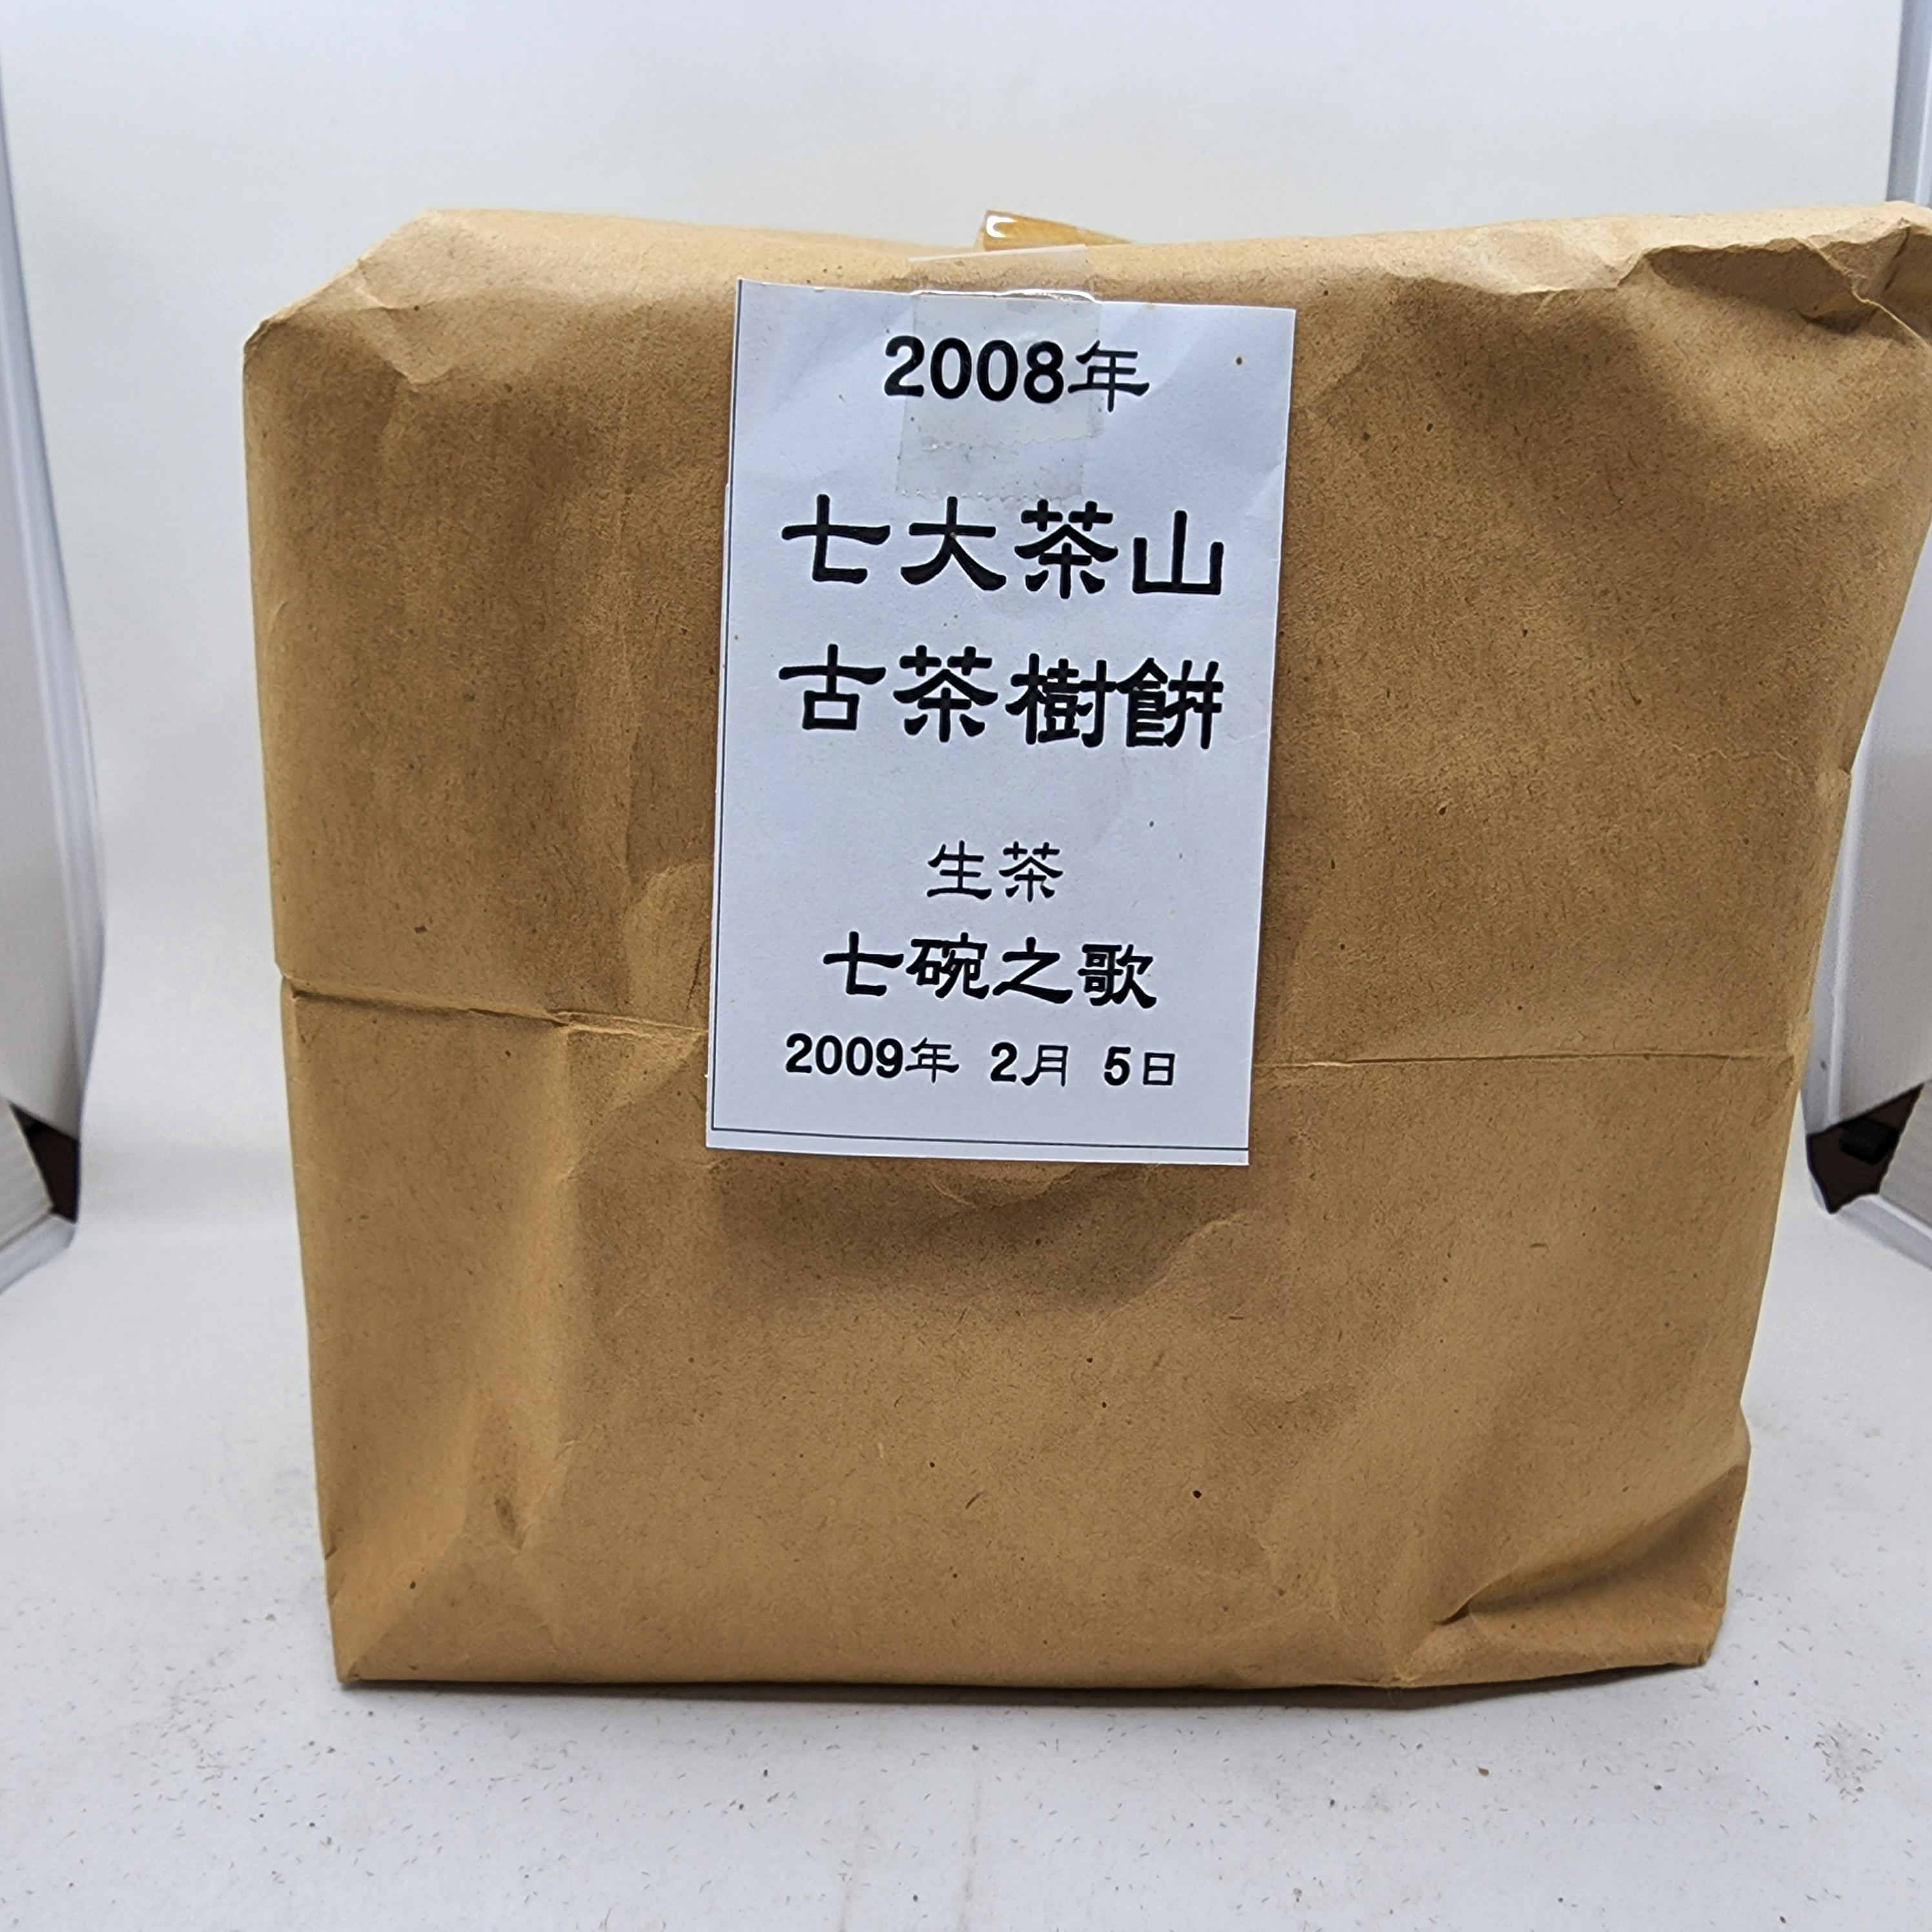 2008年
七大茶山
古茶樹餅
生茶
七碗之歌
2009年 2月 5日